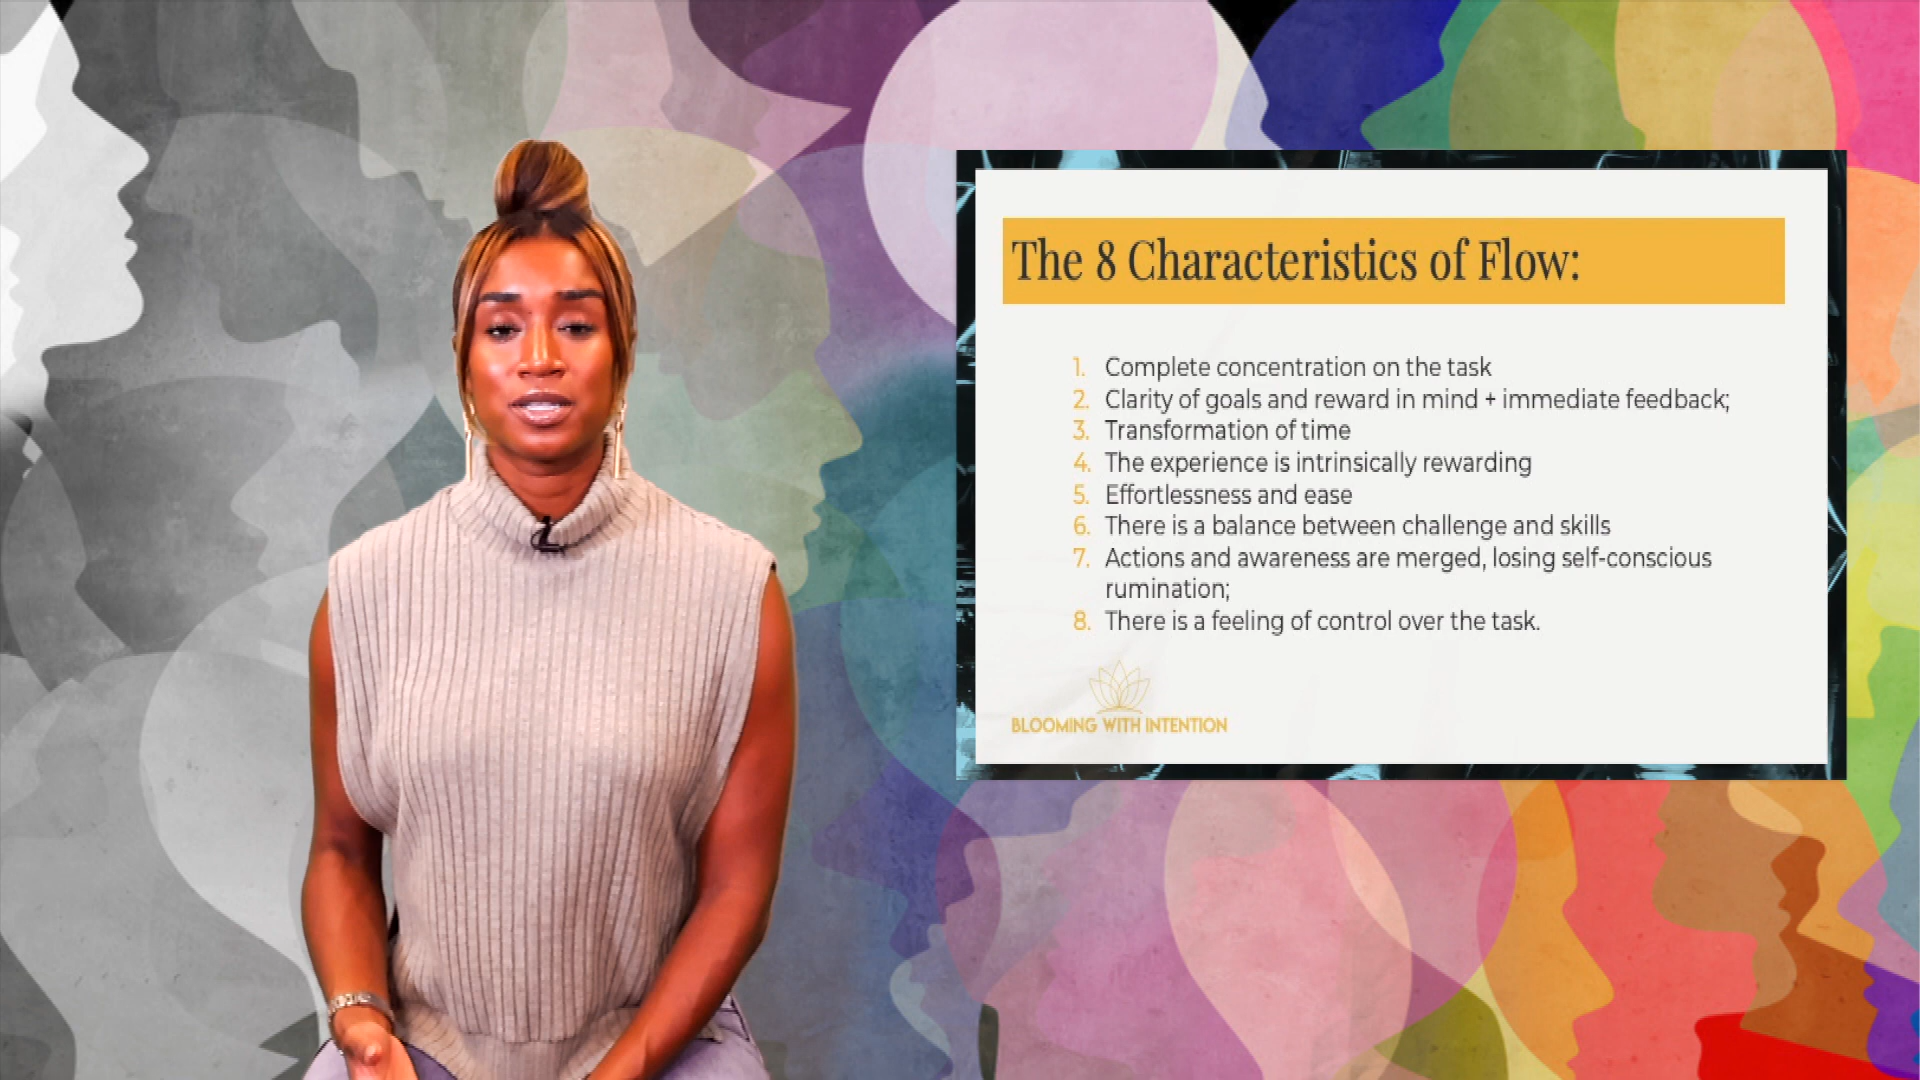 The 8 Characteristics of Flow:
1. Complete concentration on the task
2. Clarity of goals and reward in mind + immediate feedback;
3. Transformation of time
4. The experience is intrinsically rewarding
5. Effortlessness and ease
6. There is a balance between challenge and skills
7. Actions and awareness are merged, losing self-conscious
rumination;
8. There is a feeling of control over the task.
BLOOMING WITH INTENTION